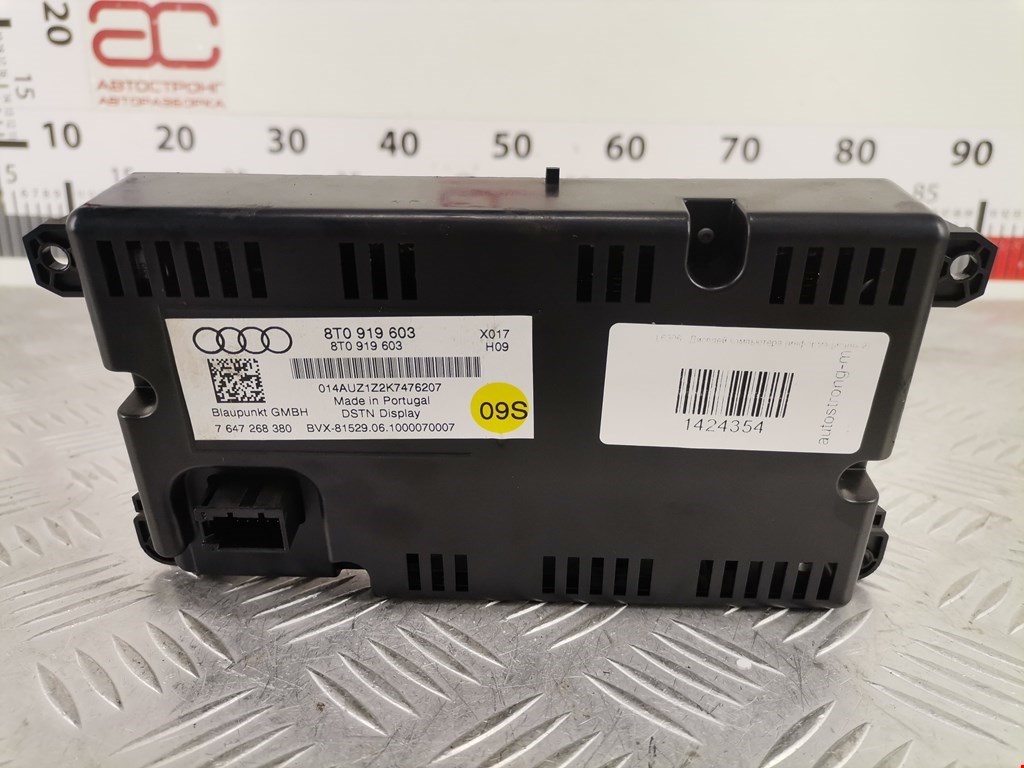 20
15
5
ac
АВТОСТРОНГ
АВТОРАЗБОРКА
10 20 30 40 50 60 70 80 90
85
8T0 919 603 X017
8T0 919 603 H09
014AUZ1Z2K7476207
Made in Portugal
Blaupunkt GMBH DSTN Display
7 647 268 380 BVX-81529.06.1000070007
09S
1424354
autostrong-m